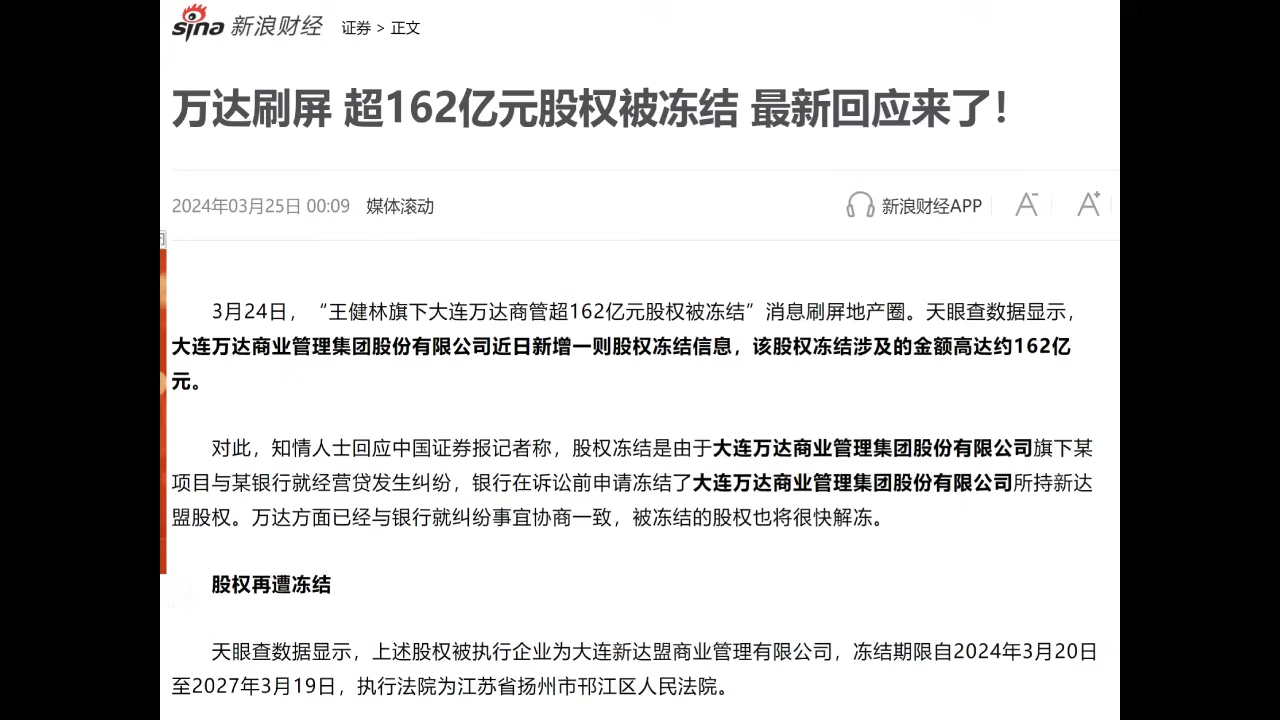 sina 新浪财经 证券 > 正文
万达刷屏 超162亿元股权被冻结 最新回应来了！
2024年03月25日 00:09 媒体滚动 新浪财经APP A- A+
3月24日，“王健林旗下大连万达商管超162亿元股权被冻结”消息刷屏地产圈。天眼查数据显示，
大连万达商业管理集团股份有限公司近日新增一则股权冻结信息，该股权冻结涉及的金额高达约162亿
元。
对此，知情人士回应中国证券报记者称，股权冻结是由于大连万达商业管理集团股份有限公司旗下某
项目与某银行就经营贷发生纠纷，银行在诉讼前申请冻结了大连万达商业管理集团股份有限公司所持新达
盟股权。万达方面已经与银行就纠纷事宜协商一致，被冻结的股权也将很快解冻。
股权再遭冻结
天眼查数据显示，上述股权被执行企业为大连新达盟商业管理有限公司，冻结期限自2024年3月20日
至2027年3月19日，执行法院为江苏省扬州市邗江区人民法院。